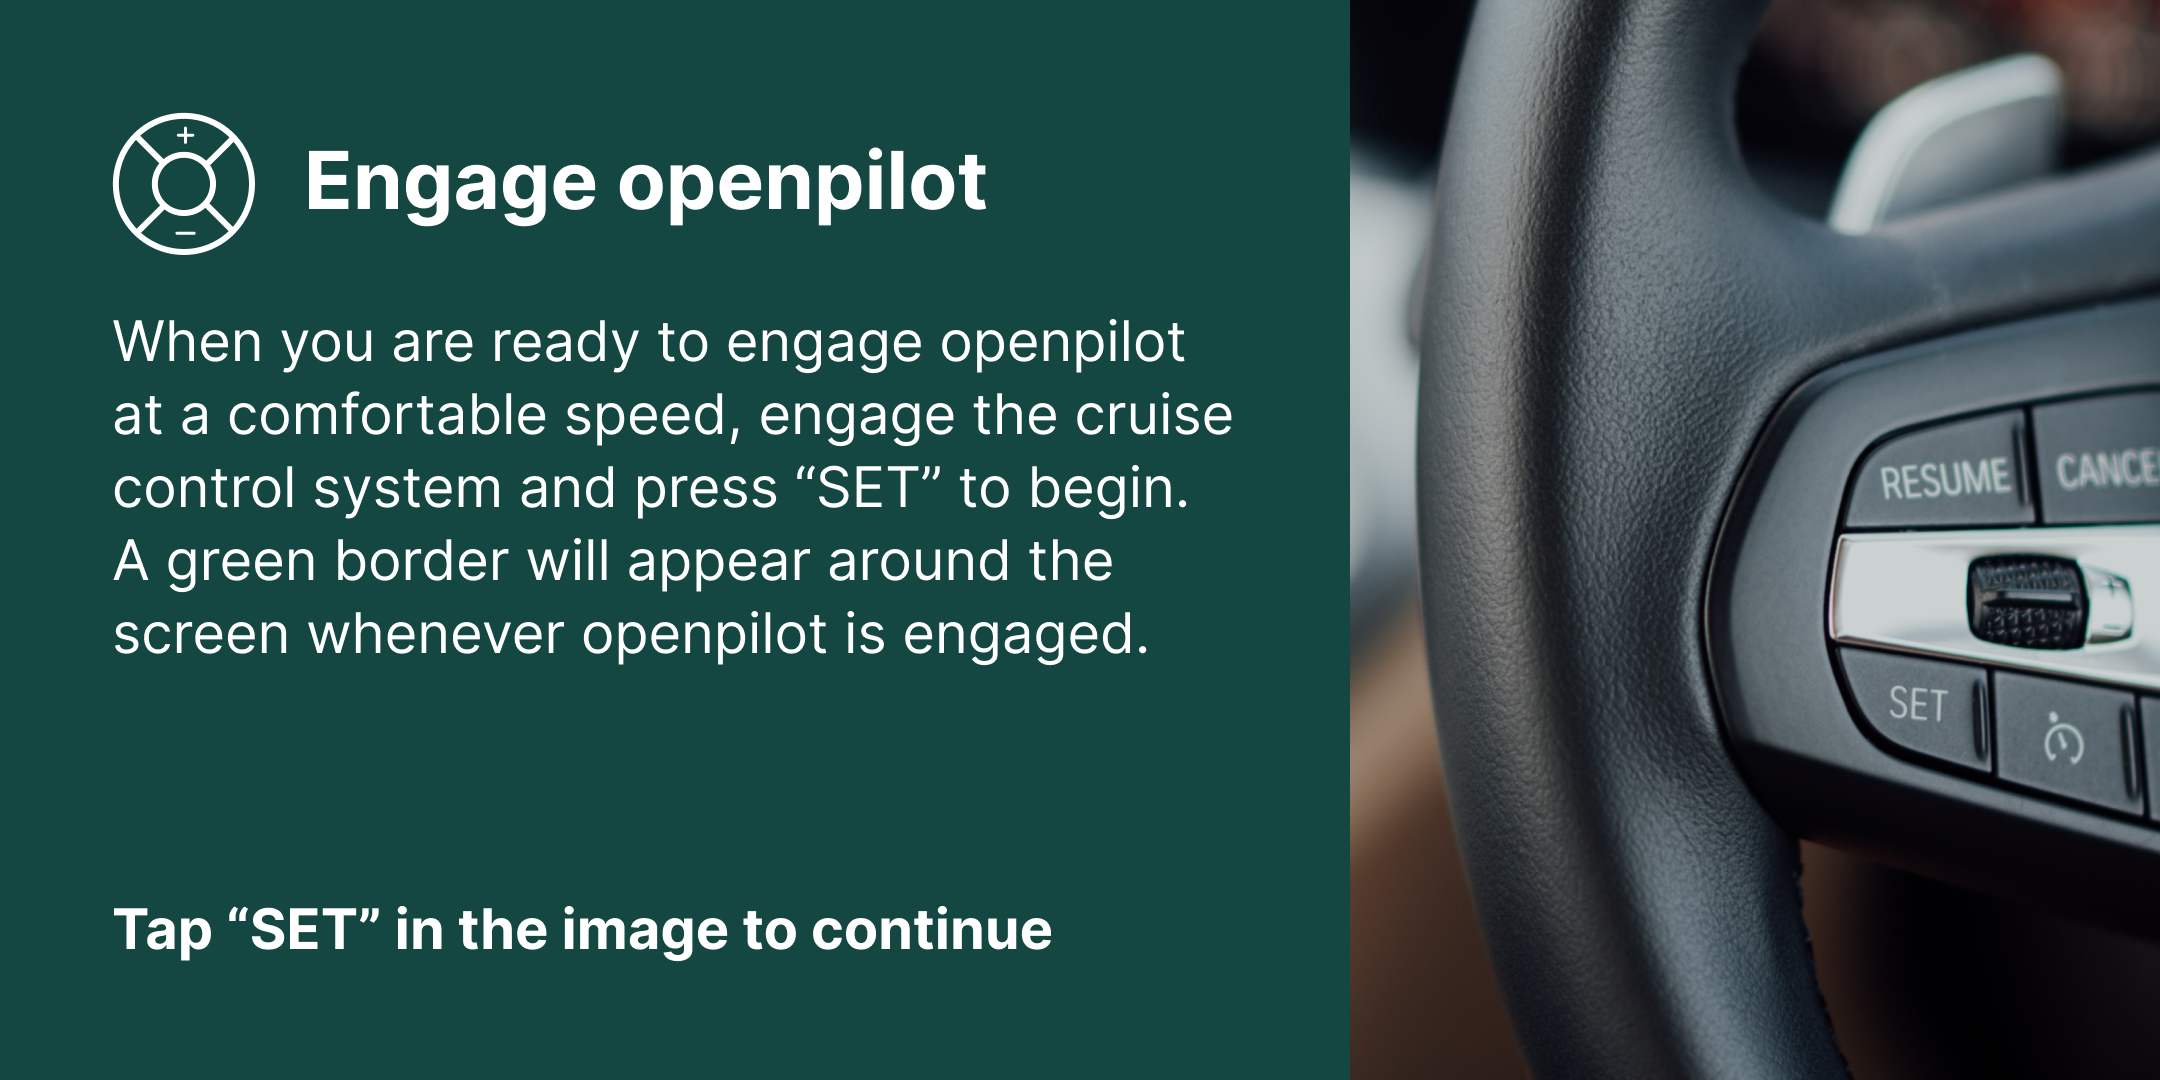 Engage openpilot
When you are ready to engage openpilot
at a comfortable speed, engage the cruise
control system and press “SET” to begin.
A green border will appear around the
screen whenever openpilot is engaged.
Tap “SET” in the image to continue
RESUME
SET